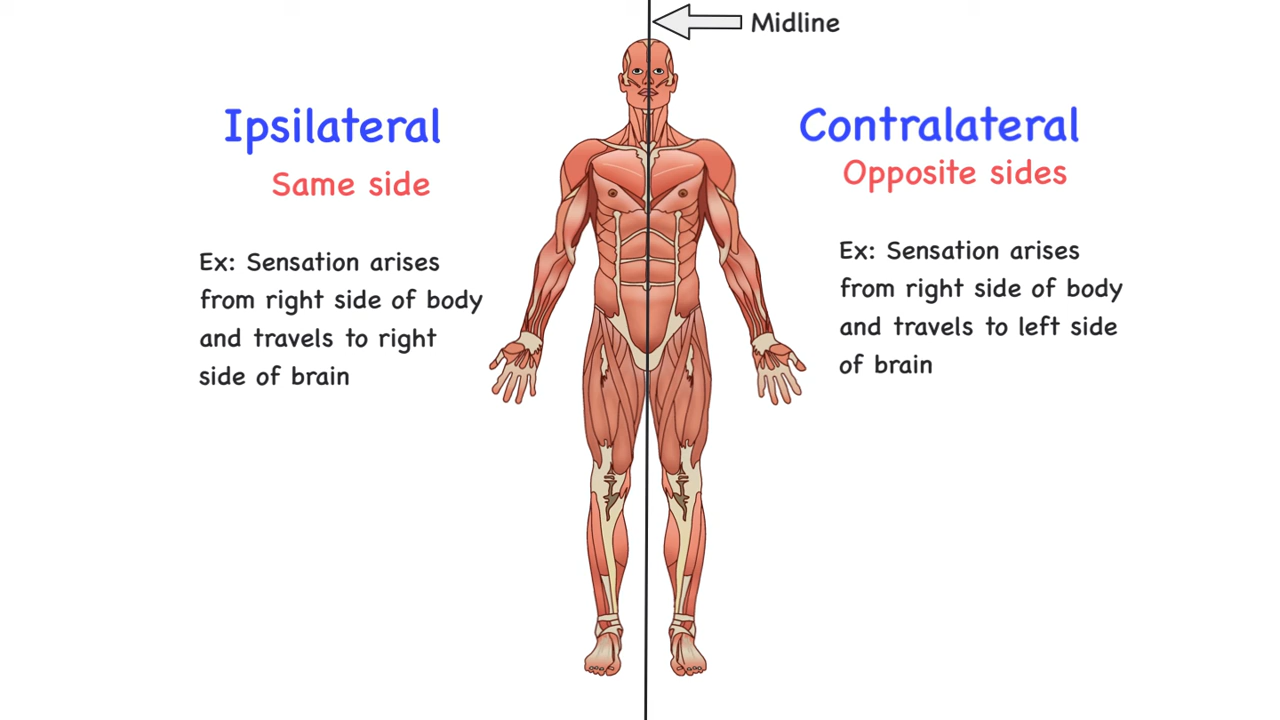 Midline
Ipsilateral
Same side
Ex: Sensation arises
from right side of body
and travels to right
side of brain
Contralateral
Opposite sides
Ex: Sensation arises
from right side of body
and travels to left side
of brain